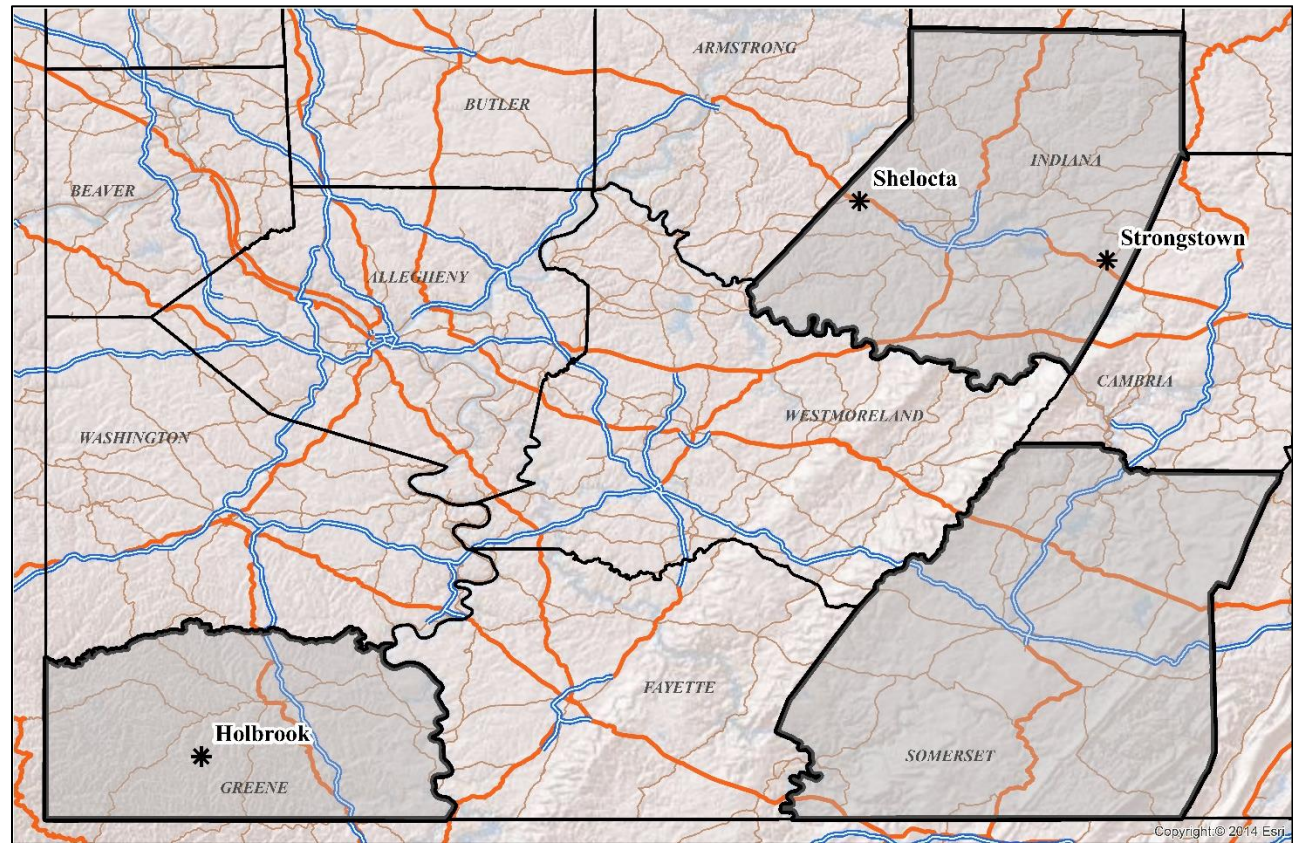 ARMSTRONG
BUTLER
INDIANA
BEAVER
Shelocta
Strongstown
ALLEGHENY
CAMBRIA
WESTMORELAND
WASHINGTON
FAYETTE
Holbrook
SOMERSET
GREENE
Copyright:© 2014 Esri